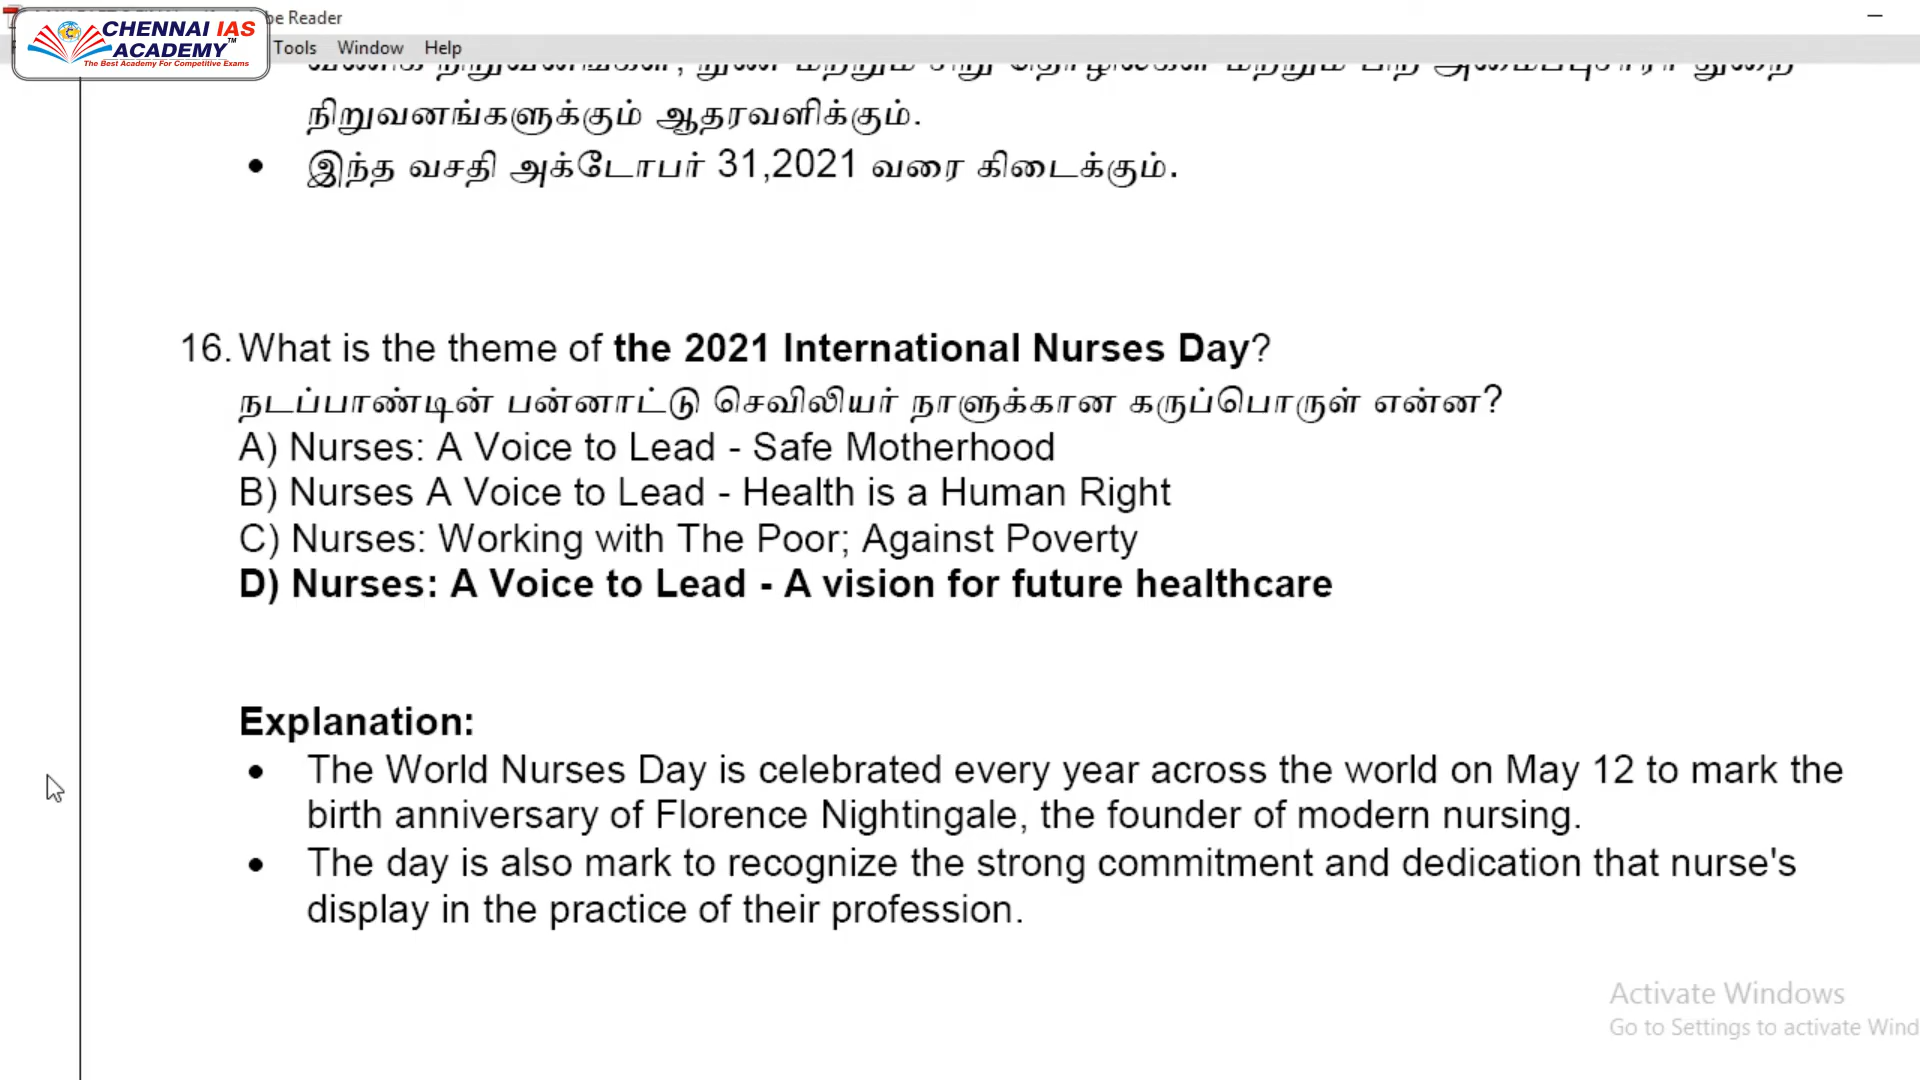 be Reader
CHENNAI IAS
ACADEMY™
The Best Academy For Competitive Exams
Tools Window Help
நிறுவனங்களுக்கும் ஆதரவளிக்கும்.
• இந்த வசதி அக்டோபர் 31,2021 வரை கிடைக்கும்.
16. What is the theme of the 2021 International Nurses Day?
நடப்பாண்டின் பன்னாட்டு செவிலியர் நாளுக்கான கருப்பொருள் என்ன?
A) Nurses: A Voice to Lead - Safe Motherhood
B) Nurses A Voice to Lead - Health is a Human Right
C) Nurses: Working with The Poor; Against Poverty
D) Nurses: A Voice to Lead - A vision for future healthcare
Explanation:
• The World Nurses Day is celebrated every year across the world on May 12 to mark the
birth anniversary of Florence Nightingale, the founder of modern nursing.
• The day is also mark to recognize the strong commitment and dedication that nurse's
display in the practice of their profession.
Activate Windows
Go to Settings to activate Wind